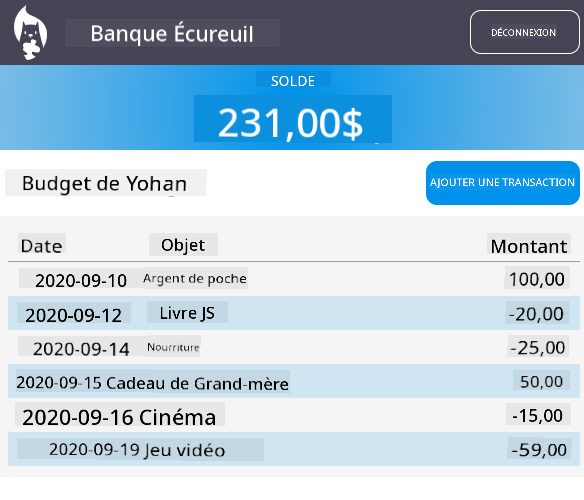 Banque Écureuil
DÉCONNEXION
SOLDE
231,00$
Budget de Yohan
AJOUTER UNE TRANSACTION
Date Objet Montant
2020-09-10 Argent de poche 100,00
2020-09-12 Livre JS -20,00
2020-09-14 Nourriture -25,00
2020-09-15 Cadeau de Grand-mère 50,00
2020-09-16 Cinéma -15,00
2020-09-19 Jeu vidéo -59,00